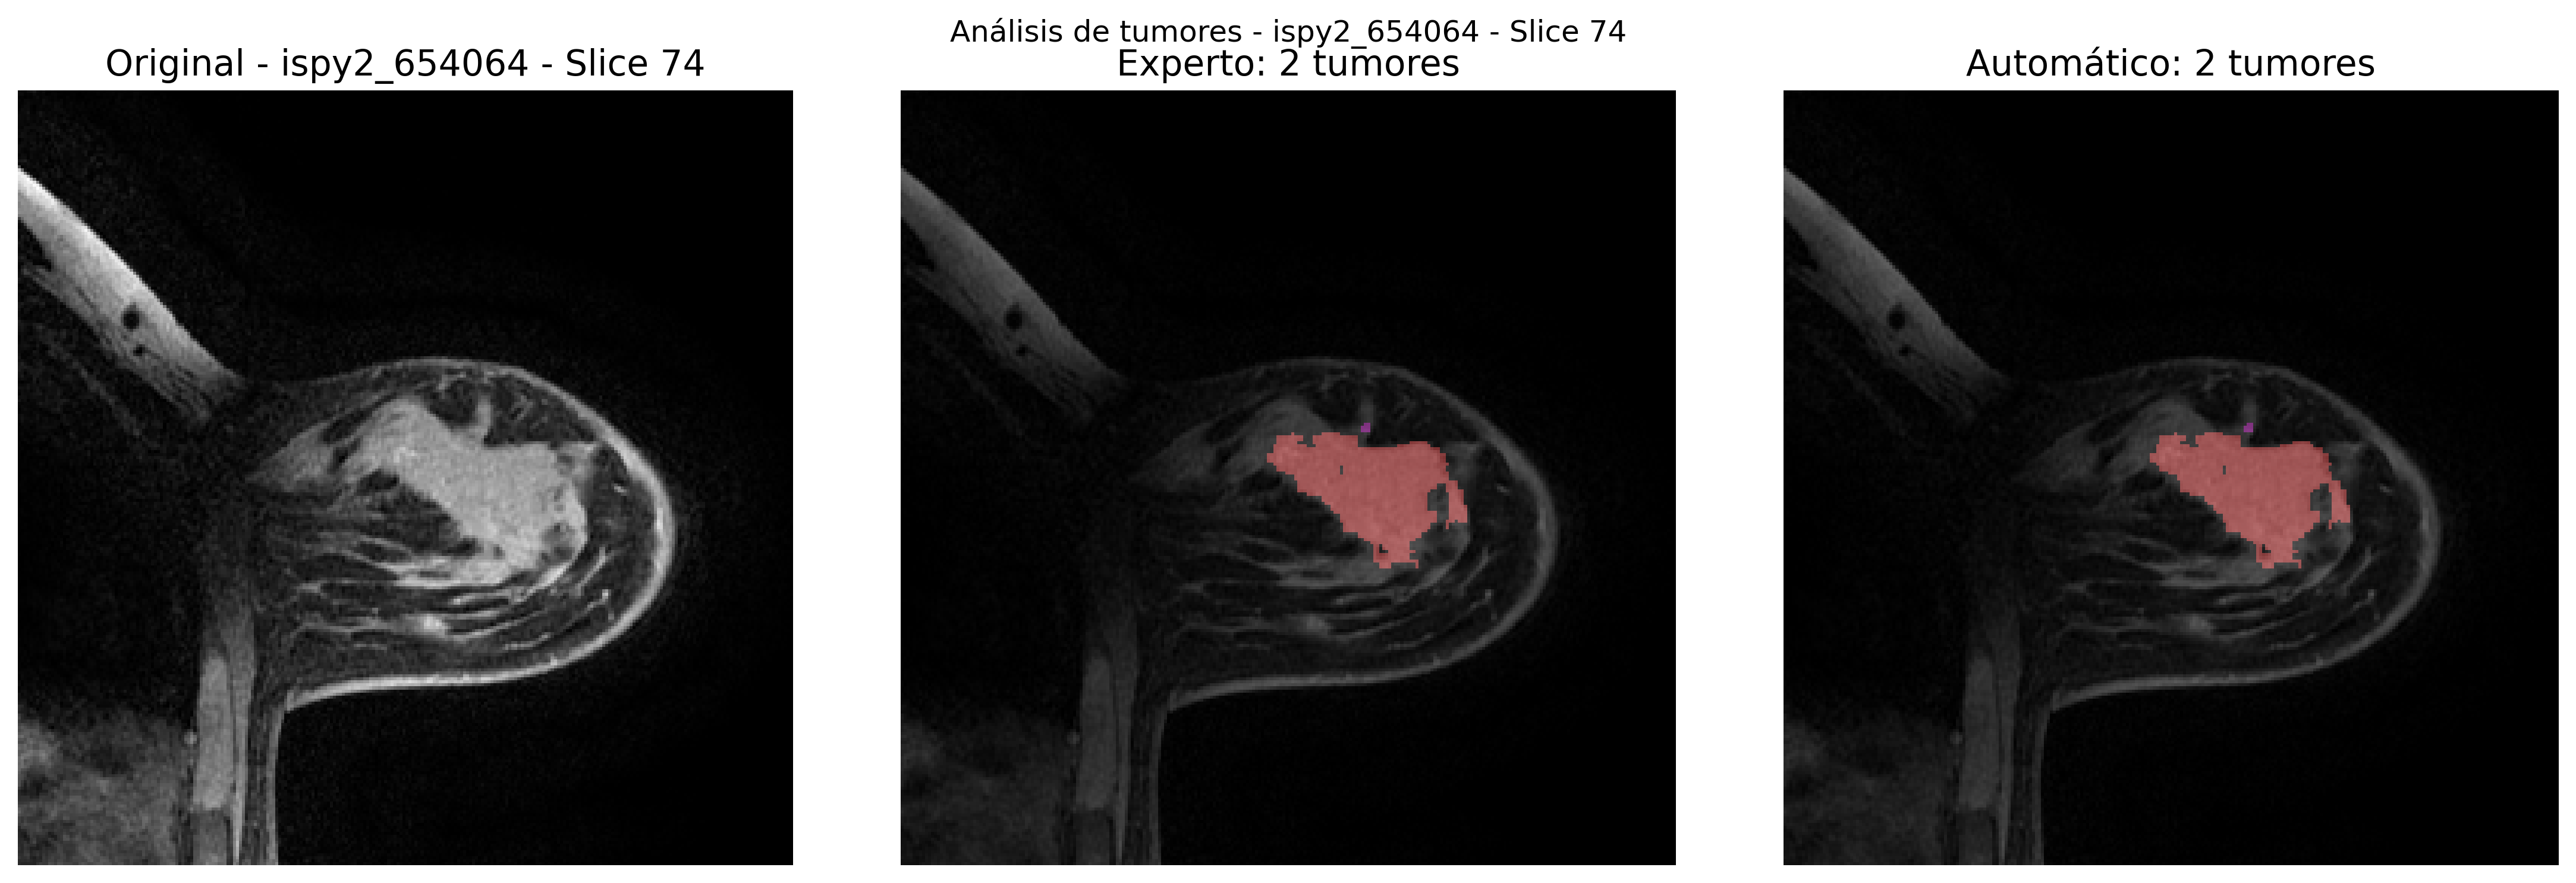 Análisis de tumores - ispy2_654064 - Slice 74
Original - ispy2_654064 - Slice 74
Experto: 2 tumores
Automático: 2 tumores